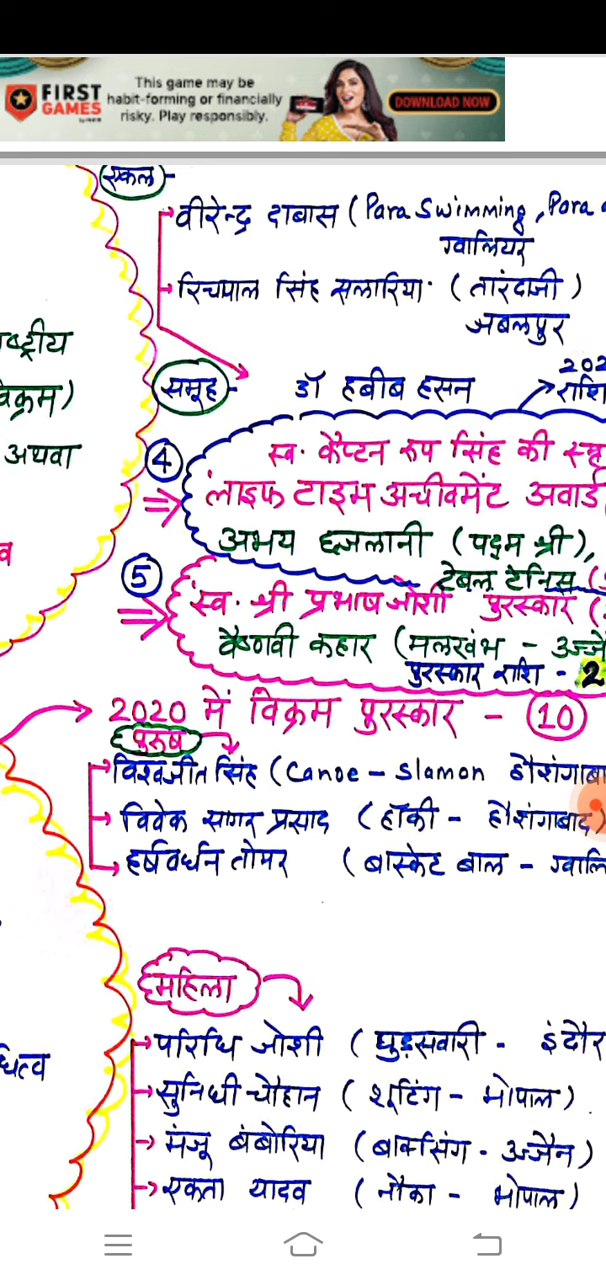 FIRST GAMES
This game may be
habit-forming or financially
risky. Play responsibly.
DOWNLOAD NOW
एकल -
वीरेन्द्र दाबास (Para Swimming, Para
ग्वालियर
रिचपाल सिंह सलारिया (तीरंदाजी)
जबलपुर
समूह - डॉ हबीब हसन
202
राशि
विक्रम)
अथवा
④ स्व. कैप्टन रूप सिंह की
लाइफ टाइम अचीवमेंट अवार्ड
अभय छजलानी (पद्म श्री),
टेबल टेनिस
⑤ स्व. श्री प्रभाष जोशी पुरस्कार (
वैष्णवी कहार (मलखंभ - उज्जै
पुरस्कार राशि - 2
2020 में विक्रम पुरस्कार - 10
पुरूष
विश्वजीत सिंह (Canoe - Slamon हौशंगाबा
विवेक सागर प्रसाद (हॉकी - हौशंगाबाद)
हर्षवर्धन तोमर (बास्केट बाल - ग्वालि
महिला
परिधि जोशी (घुड़सवारी - इंदौर
सुनिधी चौहान (शूटिंग - भोपाल)
मंजू बंबोरिया (बाक्सिंग - उज्जैन)
एकता यादव (नौका - भोपाल)